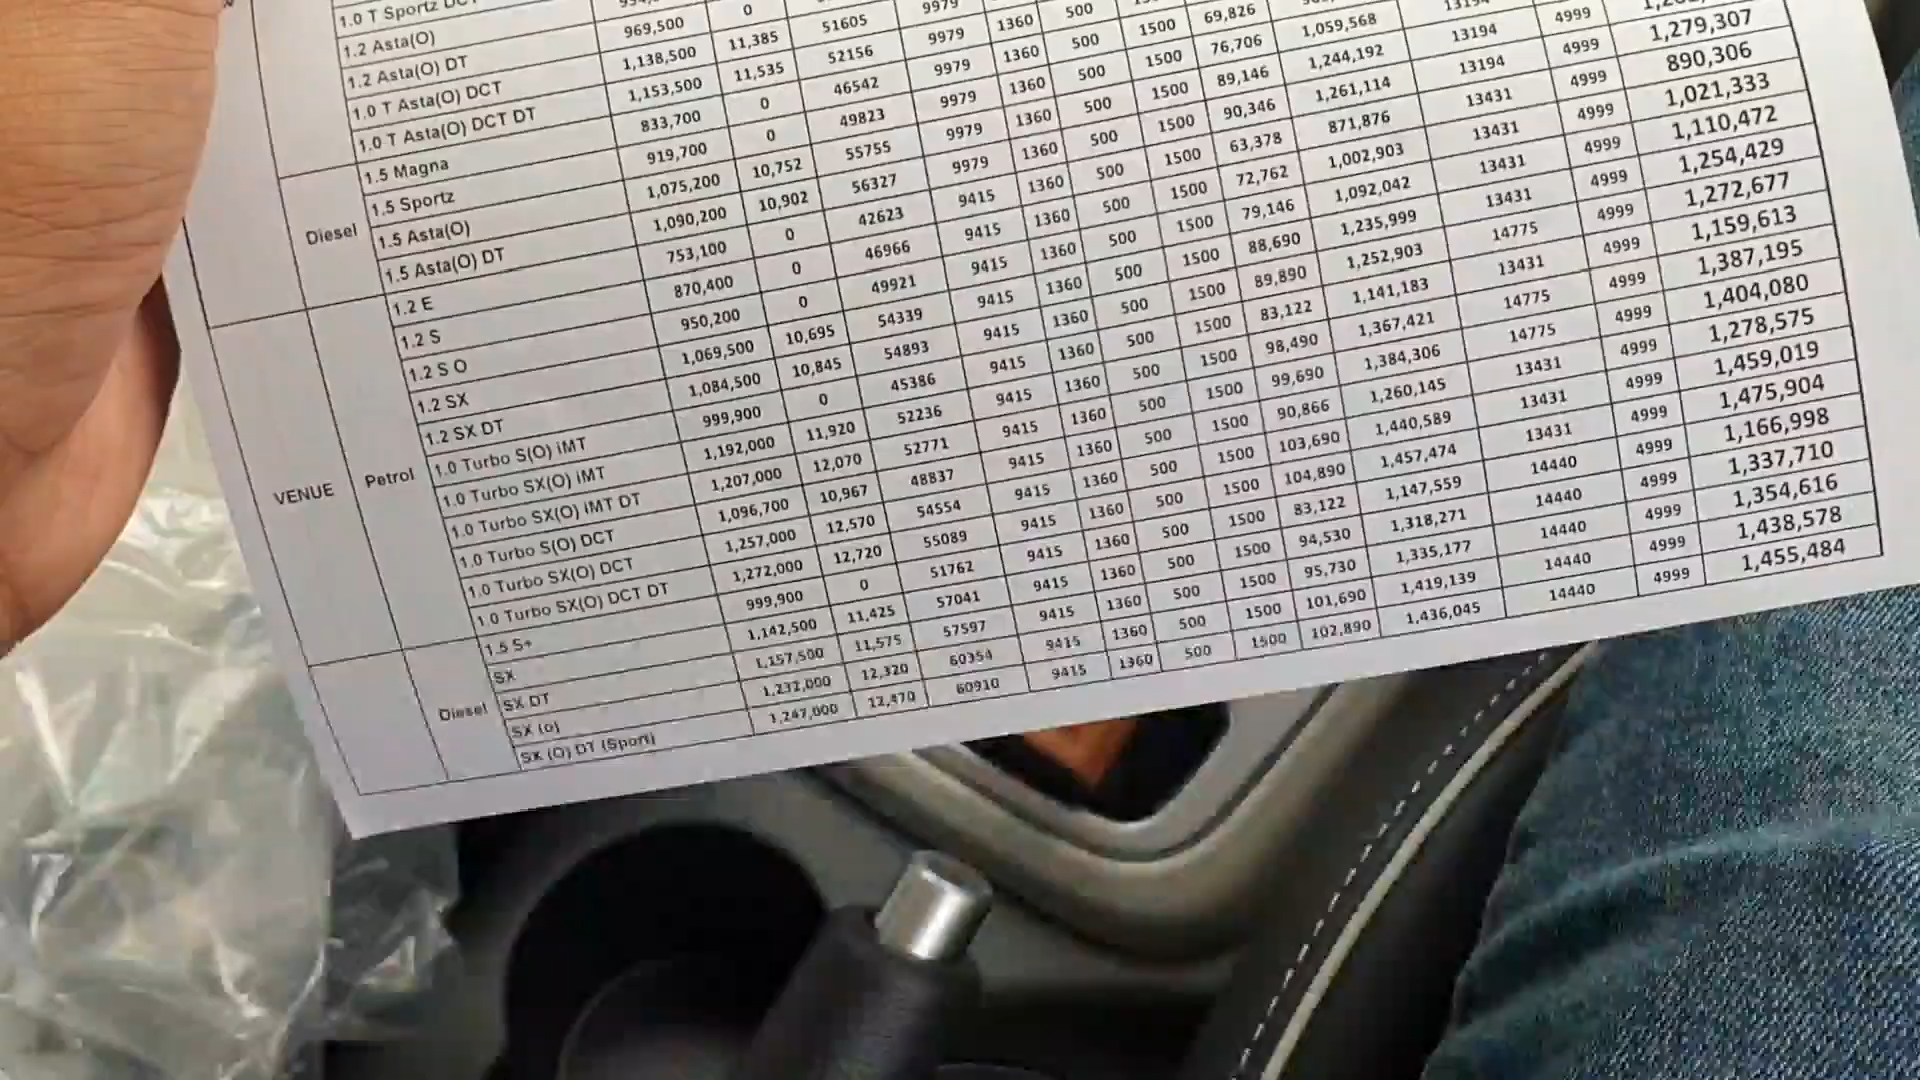 1.0 T Sportz
1.2 Asta(O)
1.2 Asta(O) DT 969,500 0
1.0 T Asta(O) DCT 1,138,500 11,385 51605 9979
1.0 T Asta(O) DCT DT 1,153,500 11,535 52156 9979 1360 500
Diesel
1.5 Magna 833,700 0 46542 9979 1360 500 1500 69,826
1.5 Sportz 919,700 0 49823 9979 1360 500 1500 76,706 1,059,568
1.5 Asta(O) 1,075,200 10,752 55755 9979 1360 500 1500 89,146 1,244,192 13194 4999
1.5 Asta(O) DT 1,090,200 10,902 56327 9979 1360 500 1500 90,346 1,261,114 13194 4999 1,279,307
VENUE
Petrol
1.2 E 753,100 0 42623 9415 1360 500 1500 63,378 871,876 13431 4999 890,306
1.2 S 870,400 0 46966 9415 1360 500 1500 72,762 1,002,903 13431 4999 1,021,333
1.2 S O 950,200 0 49921 9415 1360 500 1500 79,146 1,092,042 13431 4999 1,110,472
1.2 SX 1,069,500 10,695 54339 9415 1360 500 1500 88,690 1,235,999 13431 4999 1,254,429
1.2 SX DT 1,084,500 10,845 54893 9415 1360 500 1500 89,890 1,252,903 14775 4999 1,272,677
1.0 Turbo S(O) iMT 999,900 0 45386 9415 1360 500 1500 83,122 1,141,183 13431 4999 1,159,613
1.0 Turbo SX(O) iMT 1,192,000 11,920 52236 9415 1360 500 1500 98,490 1,367,421 14775 4999 1,387,195
1.0 Turbo SX(O) iMT DT 1,207,000 12,070 52771 9415 1360 500 1500 99,690 1,384,306 14775 4999 1,404,080
1.0 Turbo S(O) DCT 1,096,700 10,967 48837 9415 1360 500 1500 90,866 1,260,145 13431 4999 1,278,575
1.0 Turbo SX(O) DCT 1,257,000 12,570 54554 9415 1360 500 1500 103,690 1,440,589 13431 4999 1,459,019
1.0 Turbo SX(O) DCT DT 1,272,000 12,720 55089 9415 1360 500 1500 104,890 1,457,474 13431 4999 1,475,904
Diesel
1.5 S+ 999,900 0 51762 9415 1360 500 1500 83,122 1,147,559 14440 4999 1,166,998
SX 1,142,500 11,425 57041 9415 1360 500 1500 94,530 1,318,271 14440 4999 1,337,710
SX DT 1,157,500 11,575 57597 9415 1360 500 1500 95,730 1,335,177 14440 4999 1,354,616
SX (o) 1,232,000 12,320 60354 9415 1360 500 1500 101,690 1,419,139 14440 4999 1,438,578
SX (O) DT (Sport) 1,247,000 12,470 60910 9415 1360 500 1500 102,890 1,436,045 14440 4999 1,455,484